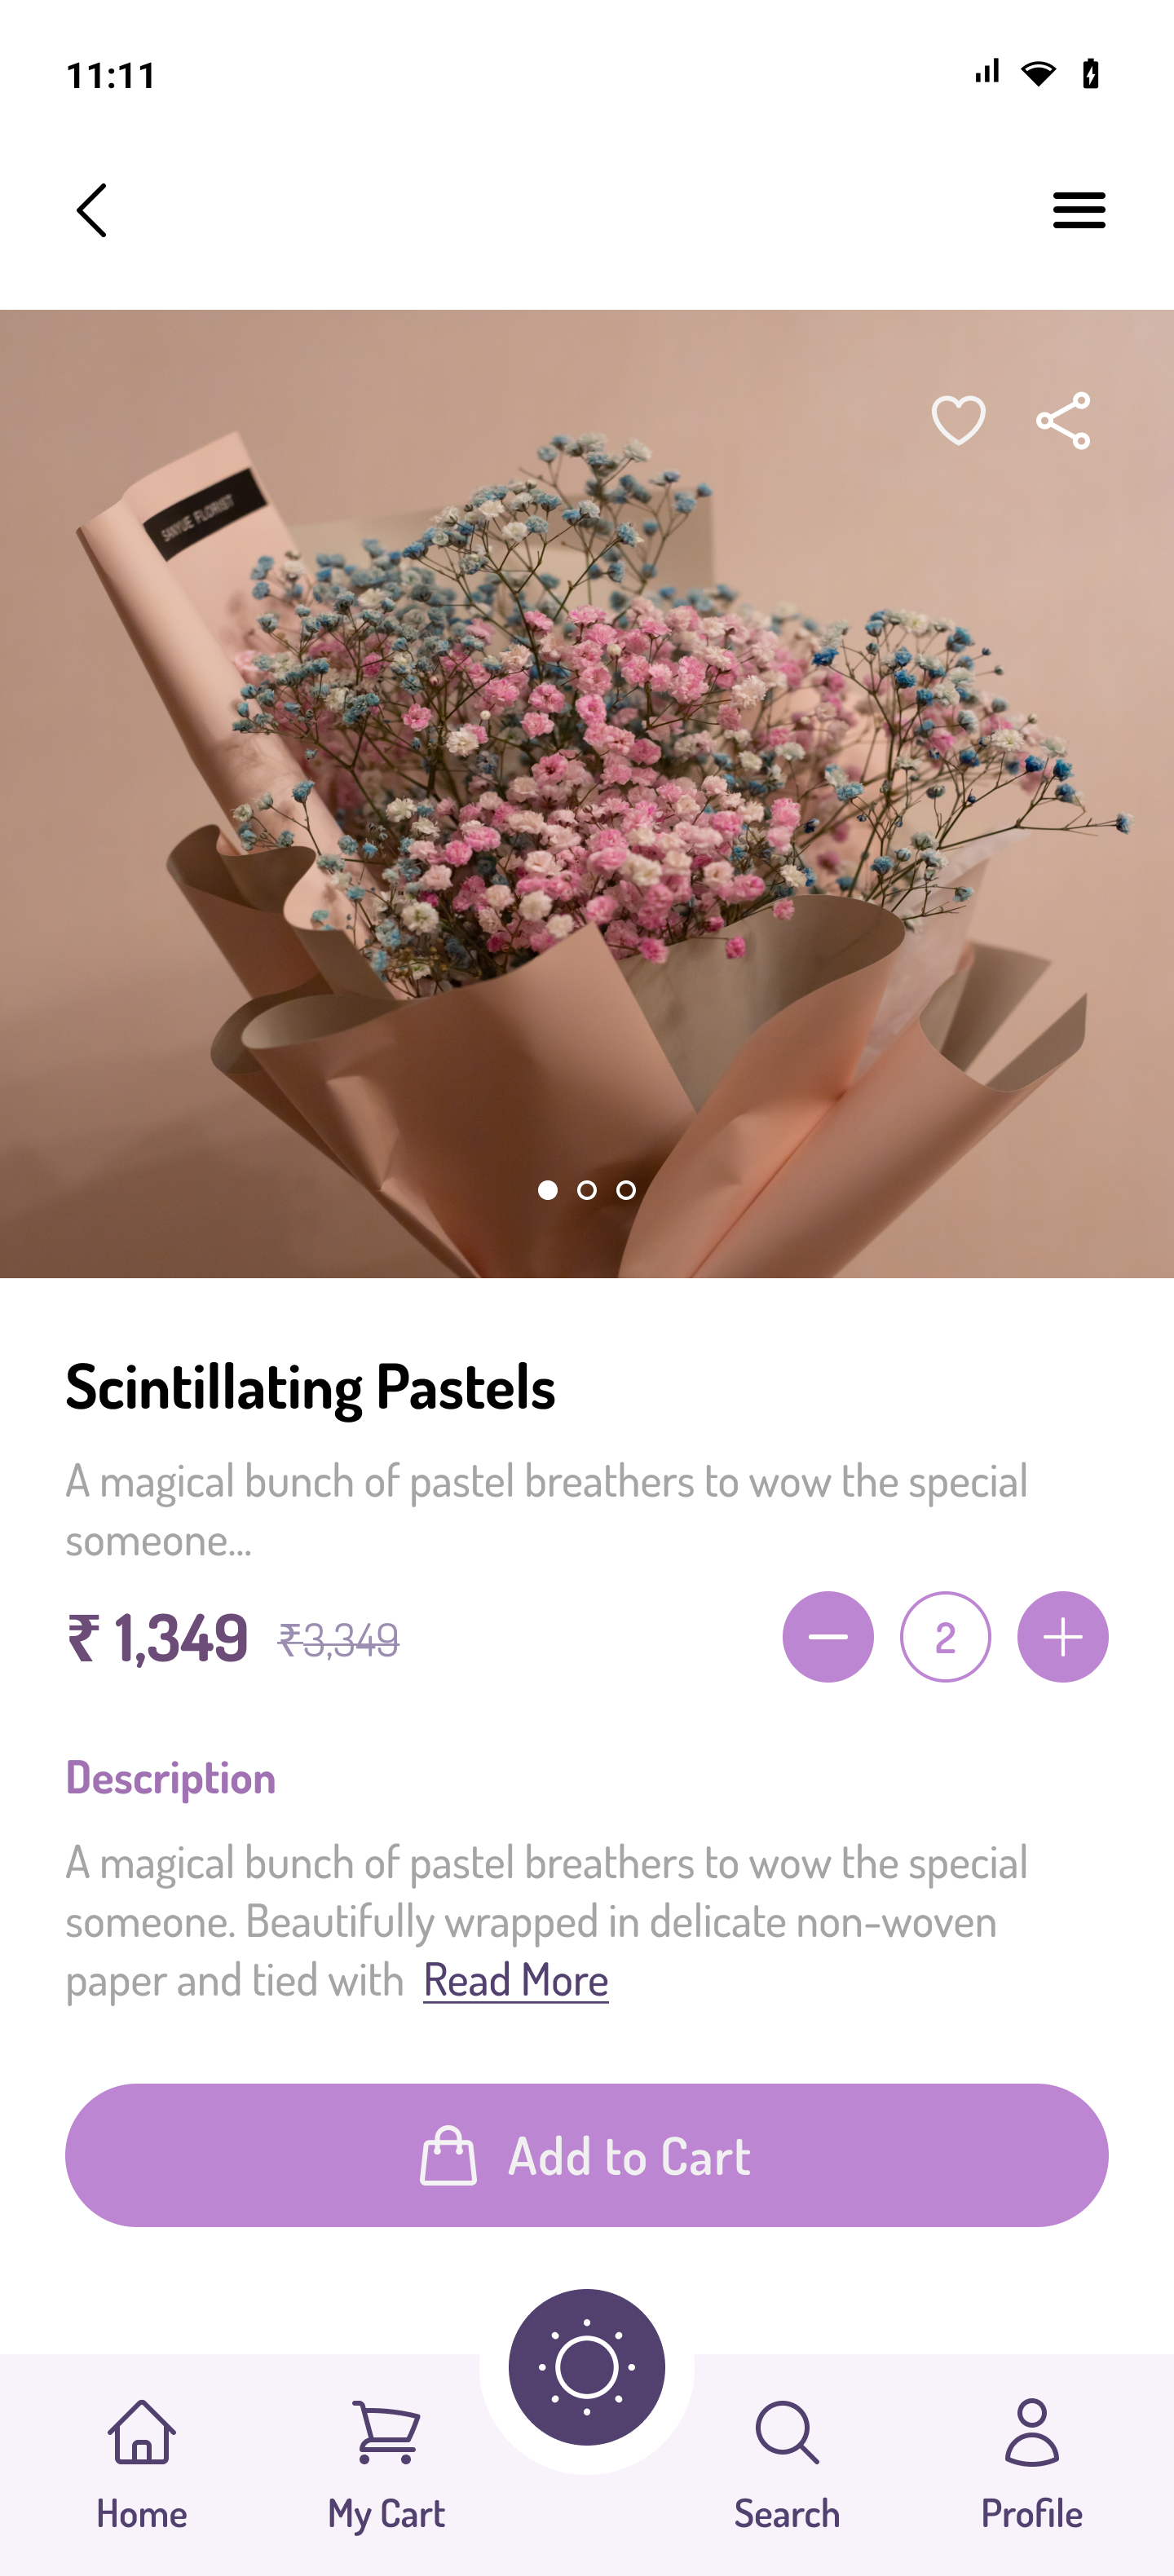 11:11
SANYUE FLORIST
Scintillating Pastels
A magical bunch of pastel breathers to wow the special
someone...
₹ 1,349 ₹3,349 2
Description
A magical bunch of pastel breathers to wow the special
someone. Beautifully wrapped in delicate non-woven
paper and tied with Read More
Add to Cart
Home My Cart Search Profile